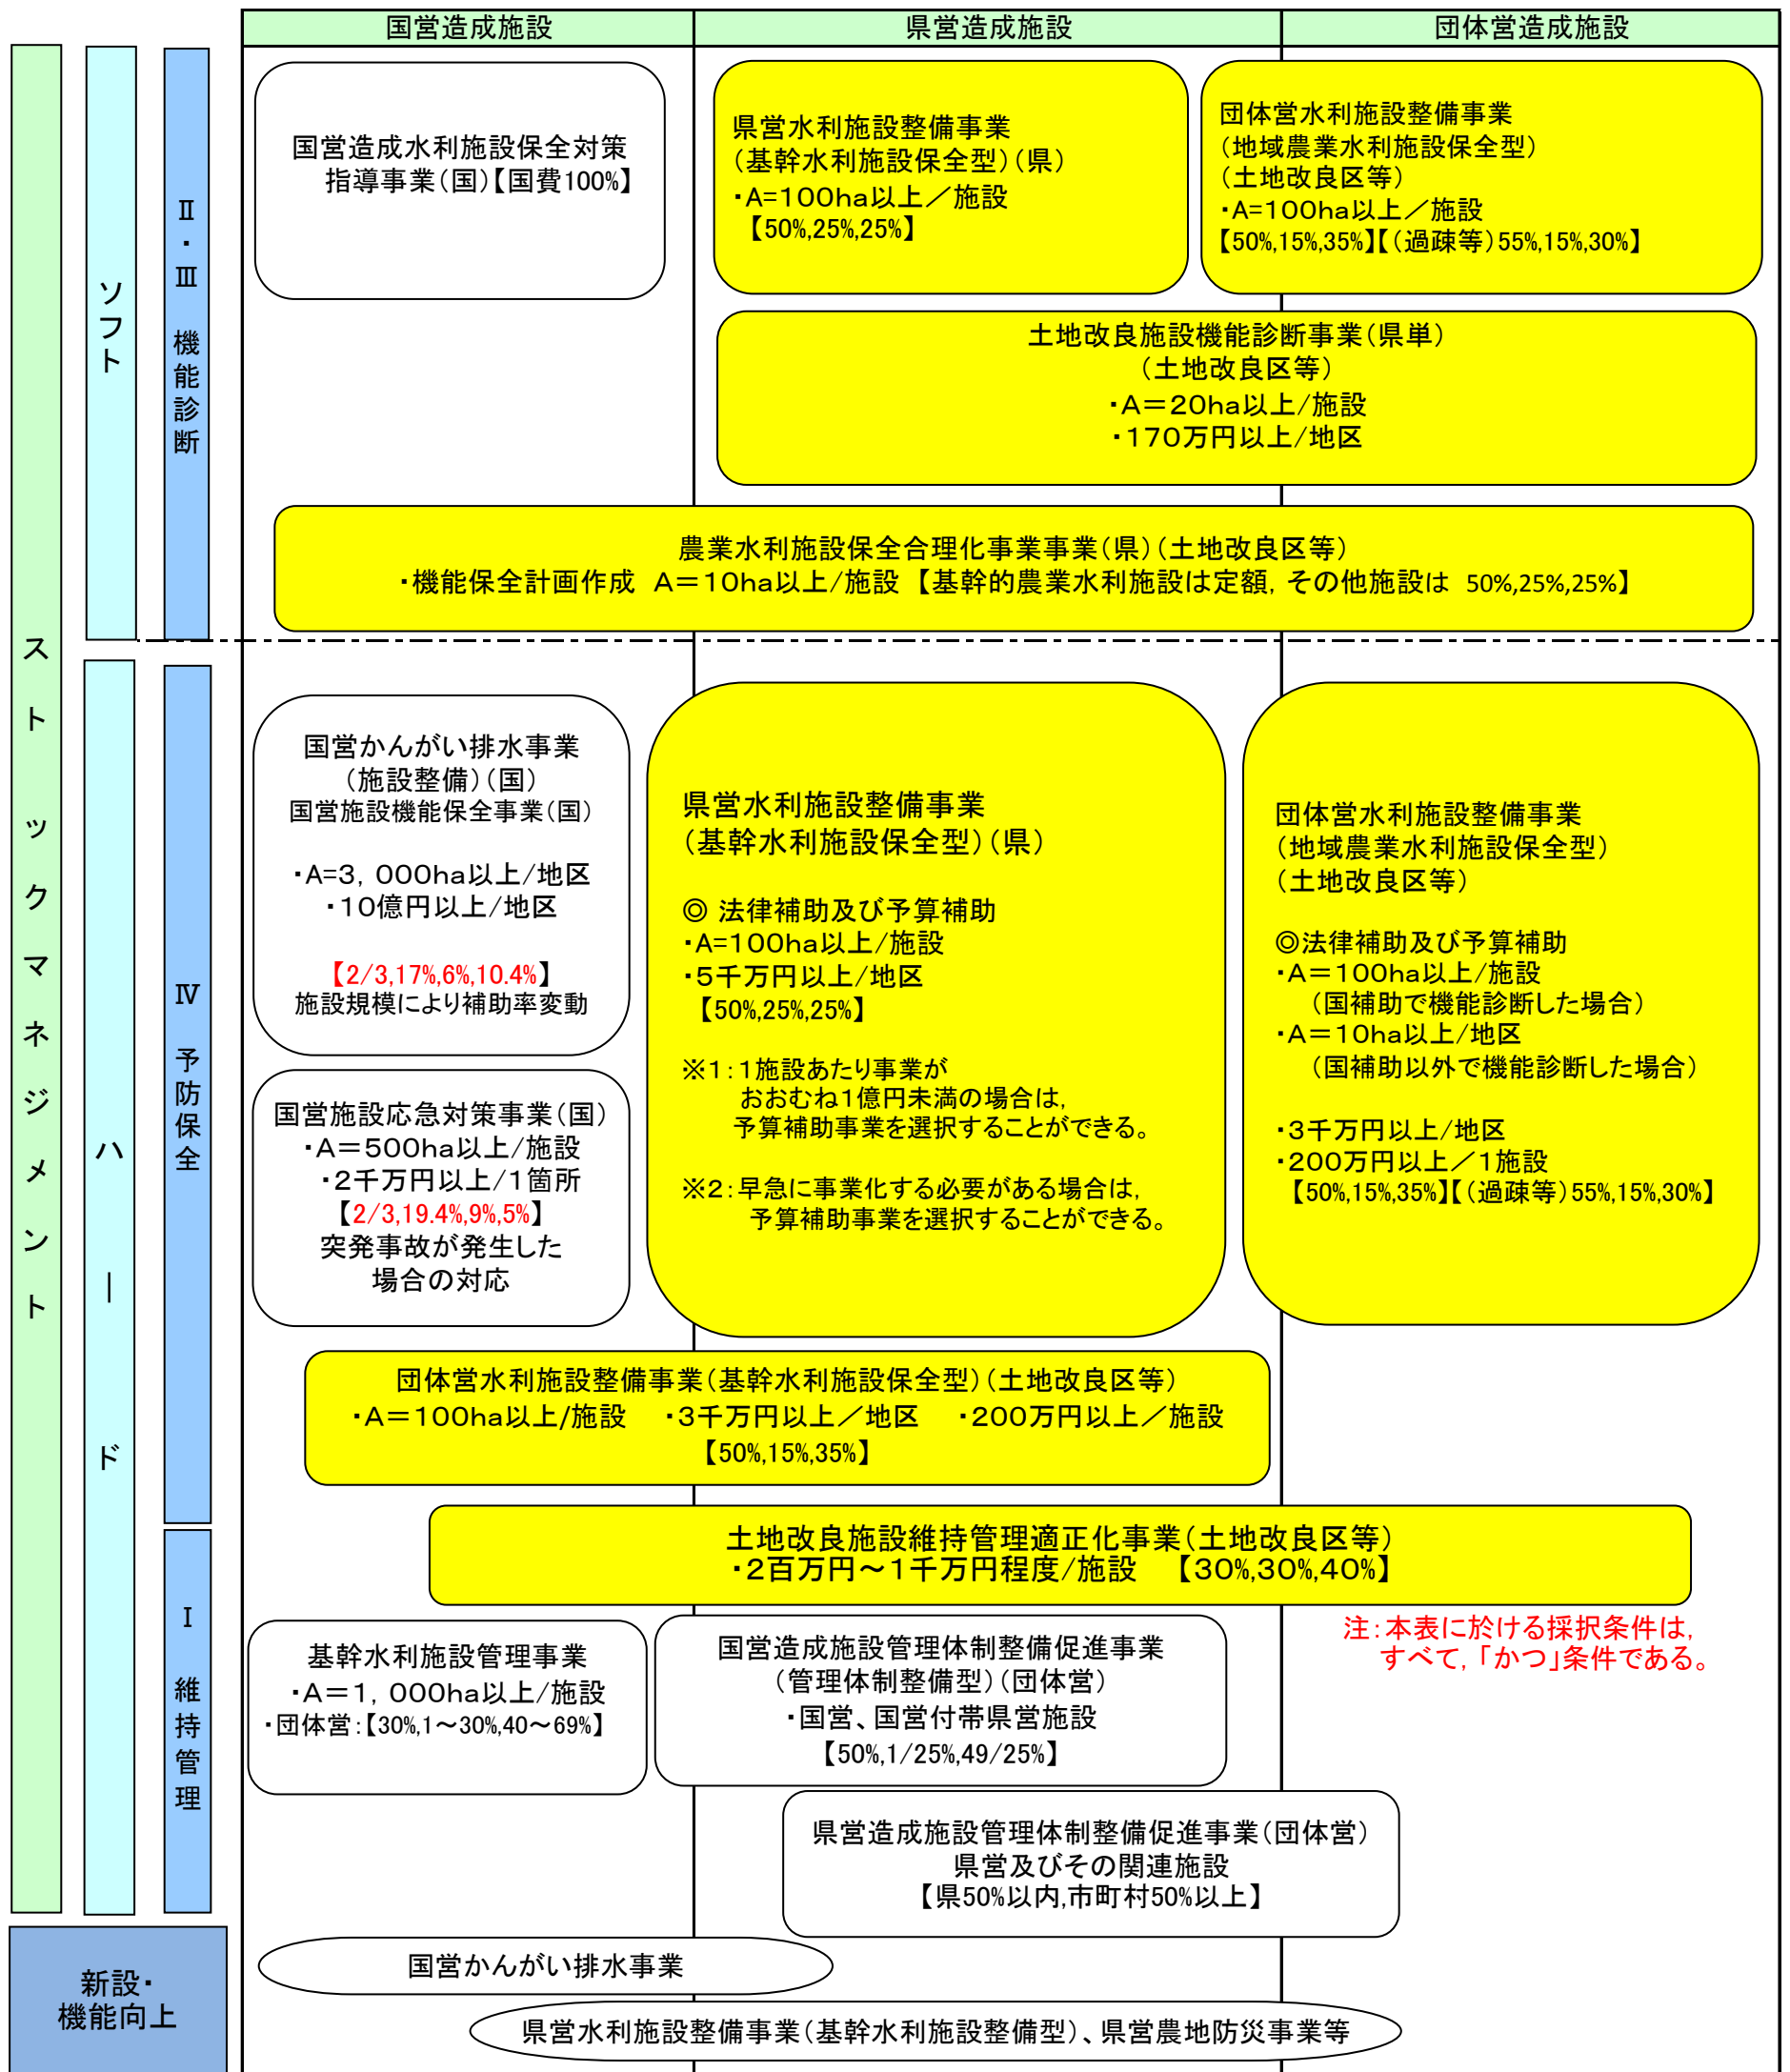 国営造成施設
県営造成施設
団体営造成施設
ストックマネジメント
ソフト
Ⅱ・Ⅲ 機能診断
国営造成水利施設保全対策
指導事業(国)【国費100%】
県営水利施設整備事業
(基幹水利施設保全型)(県)
・A=100ha以上／施設
【50%,25%,25%】
団体営水利施設整備事業
(地域農業水利施設保全型)
(土地改良区等)
・A=100ha以上／施設
【50%,15%,35%】【(過疎等)55%,15%,30%】
土地改良施設機能診断事業(県単)
(土地改良区等)
・A＝20ha以上/施設
・170万円以上/地区
農業水利施設保全合理化事業事業(県)(土地改良区等)
・機能保全計画作成 A＝10ha以上/施設 【基幹的農業水利施設は定額, その他施設は 50%,25%,25%】
ハード
Ⅳ 予防保全
国営かんがい排水事業
(施設整備)(国)
国営施設機能保全事業(国)
・A=3, 000ha以上/地区
・10億円以上/地区
【2/3,17%,6%,10.4%】
施設規模により補助率変動
国営施設応急対策事業(国)
・A＝500ha以上/施設
・2千万円以上/1箇所
【2/3,19.4%,9%,5%】
突発事故が発生した
場合の対応
県営水利施設整備事業
(基幹水利施設保全型)(県)
◎ 法律補助及び予算補助
・A=100ha以上/施設
・5千万円以上/地区
【50%,25%,25%】
※1：1施設あたり事業が
おおむね1億円未満の場合は,
予算補助事業を選択することができる。
※2：早急に事業化する必要がある場合は,
予算補助事業を選択することができる。
団体営水利施設整備事業
(地域農業水利施設保全型)
(土地改良区等)
◎法律補助及び予算補助
・A＝100ha以上/施設
(国補助で機能診断した場合)
・A＝10ha以上/地区
(国補助以外で機能診断した場合)
・3千万円以上/地区
・200万円以上／1施設
【50%,15%,35%】【(過疎等)55%,15%,30%】
団体営水利施設整備事業(基幹水利施設保全型)(土地改良区等)
・A＝100ha以上/施設 ・3千万円以上／地区 ・200万円以上／施設
【50%,15%,35%】
土地改良施設維持管理適正化事業(土地改良区等)
・2百万円～1千万円程度/施設 【30%,30%,40%】
Ⅰ 維持管理
基幹水利施設管理事業
・A＝1, 000ha以上/施設
・団体営：【30%,1～30%,40～69%】
国営造成施設管理体制整備促進事業
(管理体制整備型)(団体営)
・国営、国営付帯県営施設
【50%,1/25%,49/25%】
注：本表に於ける採択条件は,
すべて,「かつ」条件である。
県営造成施設管理体制整備促進事業(団体営)
県営及びその関連施設
【県50%以内,市町村50%以上】
新設・
機能向上
国営かんがい排水事業
県営水利施設整備事業(基幹水利施設整備型)、県営農地防災事業等